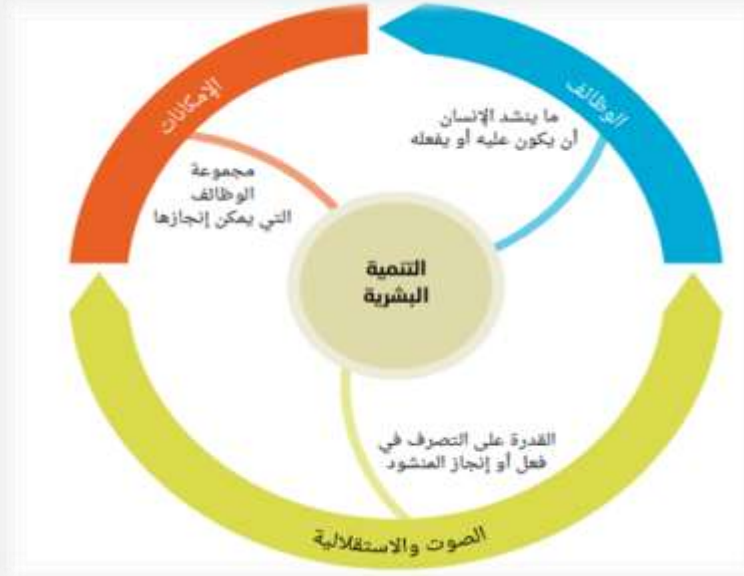 الوظائف
ما ينشد الإنسان
أن يكون عليه أو يفعله
الإمكانات
مجموعة
الوظائف
التي يمكن إنجازها
التنمية
البشرية
القدرة على التصرف في
فعل أو إنجاز المنشود
الصوت والاستقلالية